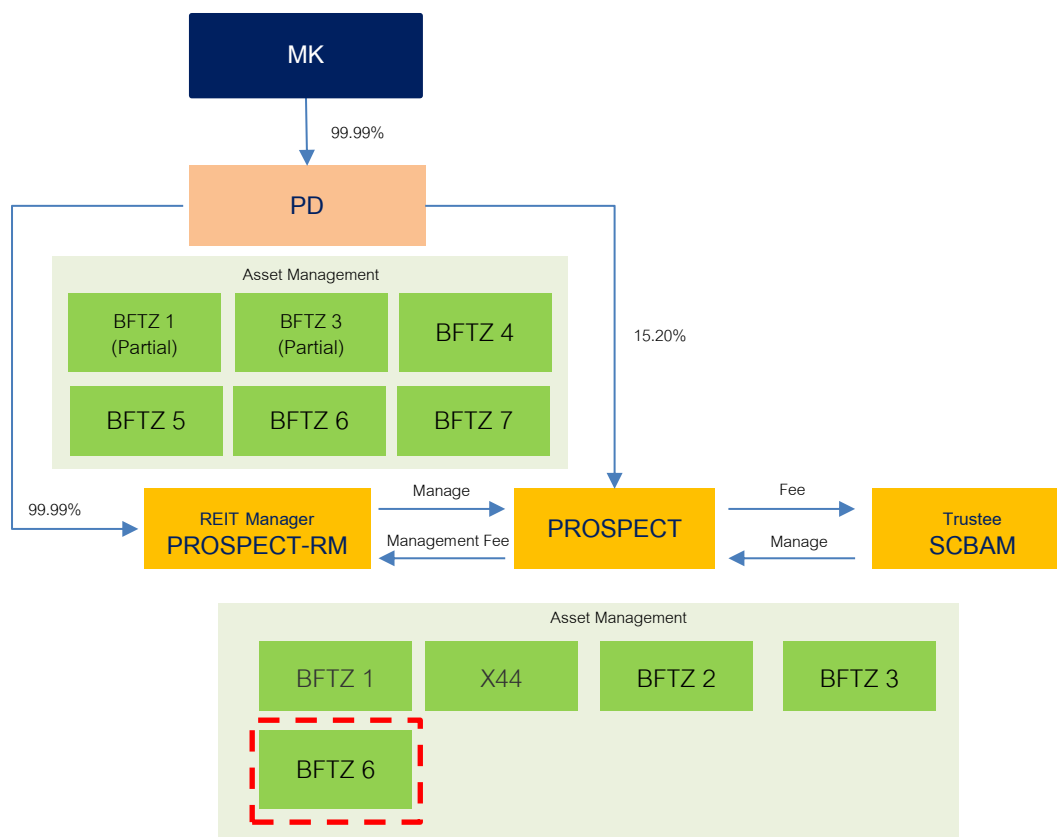 MK
99.99%
PD
Asset Management
BFTZ 1
(Partial)
BFTZ 3
(Partial)
BFTZ 4
15.20%
BFTZ 5
BFTZ 6
BFTZ 7
99.99%
REIT Manager
PROSPECT-RM
Manage
Management Fee
PROSPECT
Fee
Manage
Trustee
SCBAM
Asset Management
BFTZ 1
X44
BFTZ 2
BFTZ 3
BFTZ 6